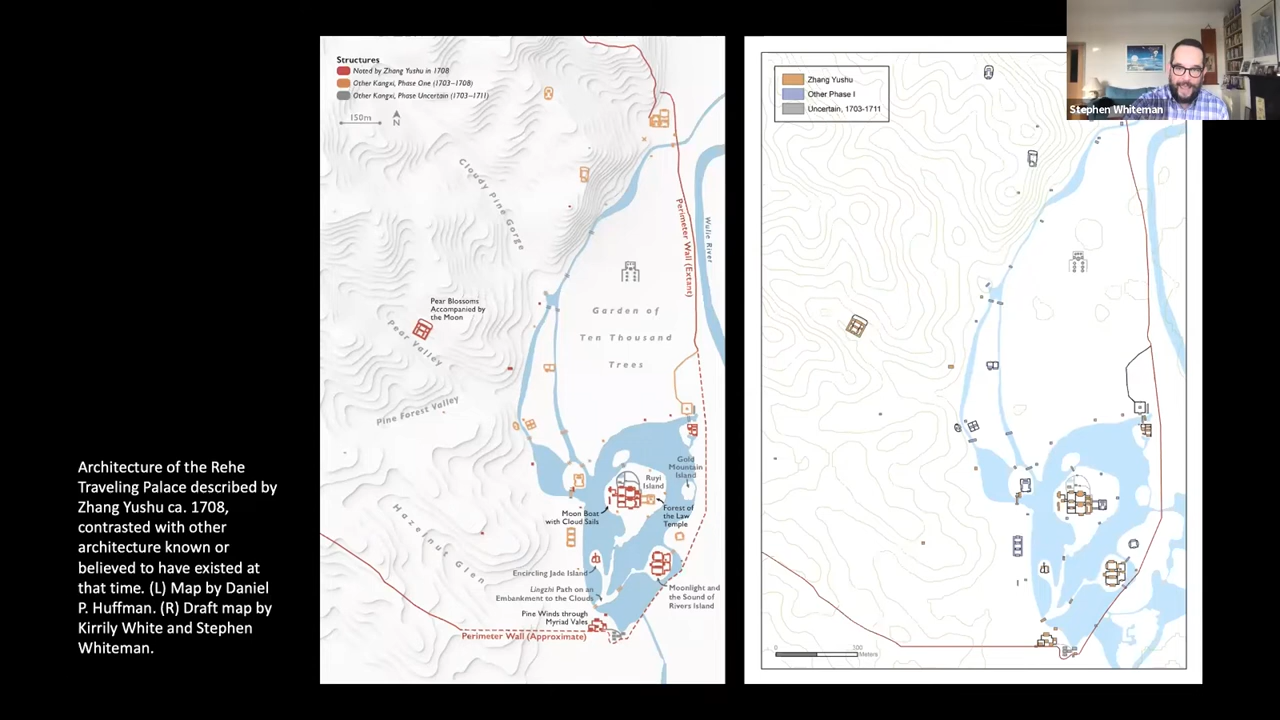 Structures
Noted by Zhang Yushu in 1708
Other Kangxi, Phase One (1703–1708)
Other Kangxi, Phase Uncertain (1703–1711)
150m
N
Cloudy Pine Gorge
Perimeter Wall (Extant)
Wulie River
Pear Blossoms
Accompanied by
the Moon
Pear Valley
Garden of
Ten Thousand
Trees
Pine Forest Valley
Gold
Mountain
Island
Ruyi
Island
Moon Boat
with Cloud Sails
Forest of
the Law
Temple
Hazelnut Glen
Encircling Jade Island
Lingzhi Path on an
Embankment to the Clouds
Moonlight and
the Sound of
Rivers Island
Pine Winds through
Myriad Vales
Perimeter Wall (Approximate)
Zhang Yushu
Other Phase I
Uncertain, 1703-1711
0
Meters
Stephen Whiteman
Architecture of the Rehe
Traveling Palace described by
Zhang Yushu ca. 1708,
contrasted with other
architecture known or
believed to have existed at
that time. (L) Map by Daniel
P. Huffman. (R) Draft map by
Kirrily White and Stephen
Whiteman.